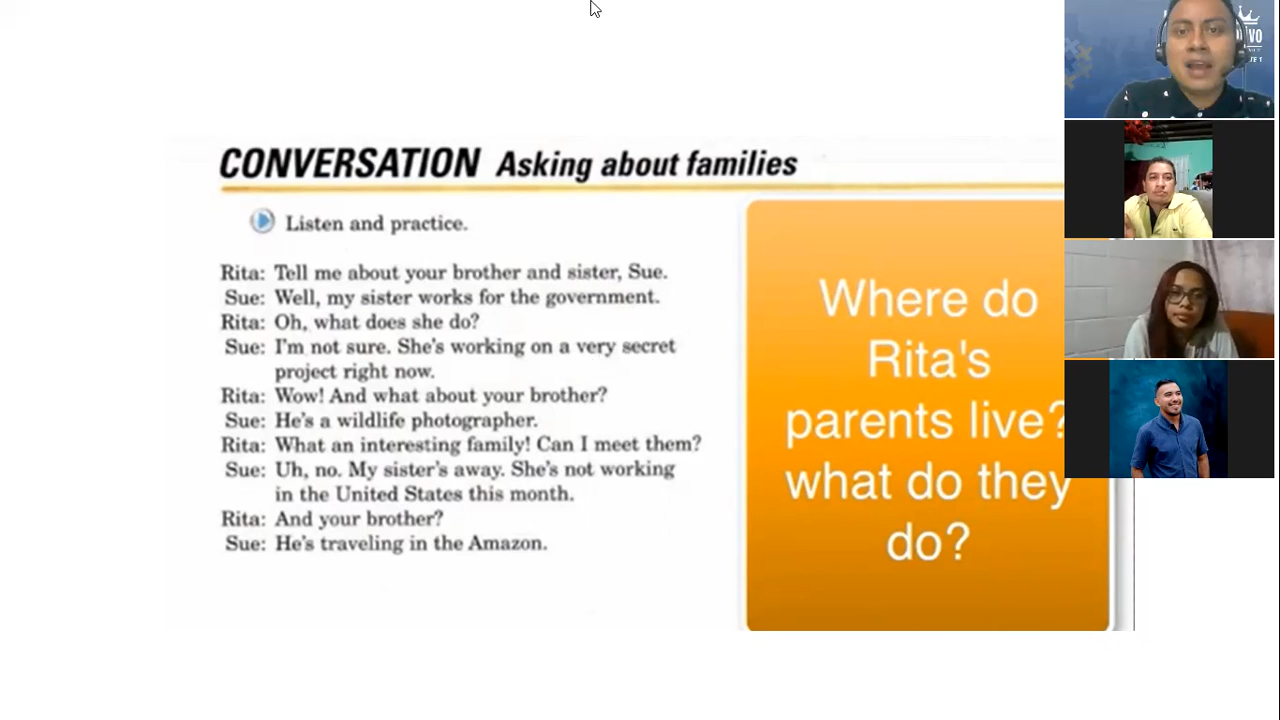 CONVERSATION Asking about families
Listen and practice.
Rita: Tell me about your brother and sister, Sue.
Sue: Well, my sister works for the government.
Rita: Oh, what does she do?
Sue: I'm not sure. She's working on a very secret
project right now.
Rita: Wow! And what about your brother?
Sue: He's a wildlife photographer.
Rita: What an interesting family! Can I meet them?
Sue: Uh, no. My sister's away. She's not working
in the United States this month.
Rita: And your brother?
Sue: He's traveling in the Amazon.
Where do
Rita's
parents live?
what do they
do?